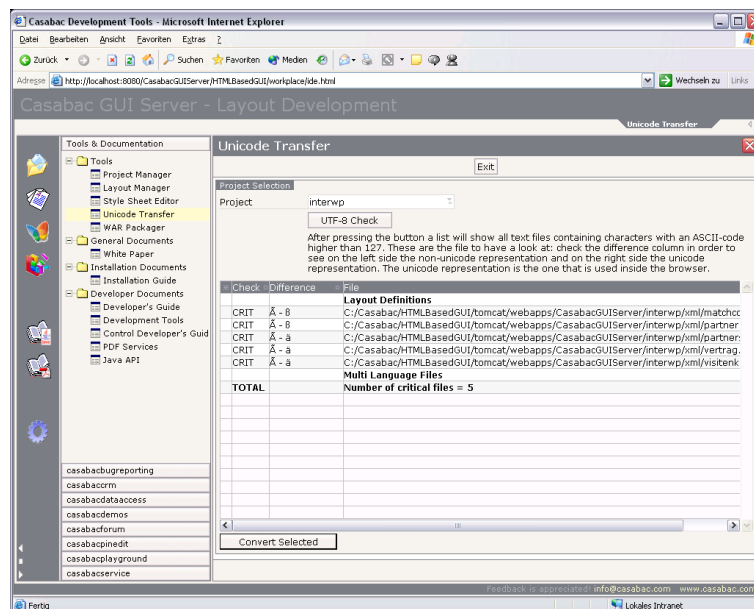 Casabac Development Tools - Microsoft Internet Explorer
Datei Bearbeiten Ansicht Favoriten Extras ?
Zurück Suchen Favoriten Medien
Adresse http://localhost:8080/CasabacGUIServer/HTMLBasedGUI/workplace/ide.html Wechseln zu Links
Casabac GUI Server - Layout Development
Unicode Transfer
Tools & Documentation
Tools
Project Manager
Layout Manager
Style Sheet Editor
Unicode Transfer
WAR Packager
General Documents
White Paper
Installation Documents
Installation Guide
Developer Documents
Developer's Guide
Development Tools
Control Developer's Guid
PDF Services
Java API
casabacbugreporting
casabaccrm
casabacdataaccess
casabacdemos
casabacforum
casabacpinedit
casabacplayground
casabacservice
Unicode Transfer
Exit
Project Selection
Project interwp
UTF-8 Check
After pressing the button a list will show all text files containing characters with an ASCII-code
higher than 127. These are the file to have a look at: check the difference column in order to
see on the left side the non-unicode representation and on the right side the unicode
representation. The unicode representation is the one that is used inside the browser.
Check Difference File
Layout Definitions
CRIT Ã - ß C:/Casabac/HTMLBasedGUI/tomcat/webapps/CasabacGUIServer/interwp/xml/matchco
CRIT Ã - ß C:/Casabac/HTMLBasedGUI/tomcat/webapps/CasabacGUIServer/interwp/xml/partner
CRIT Ã - ä C:/Casabac/HTMLBasedGUI/tomcat/webapps/CasabacGUIServer/interwp/xml/partner
CRIT Ã - ä C:/Casabac/HTMLBasedGUI/tomcat/webapps/CasabacGUIServer/interwp/xml/vertrag.
CRIT Ã - ä C:/Casabac/HTMLBasedGUI/tomcat/webapps/CasabacGUIServer/interwp/xml/visitenk
Multi Language Files
TOTAL Number of critical files = 5
Convert Selected
Feedback is appreciated! info@casabac.com www.casabac.com
Fertig Lokales Intranet